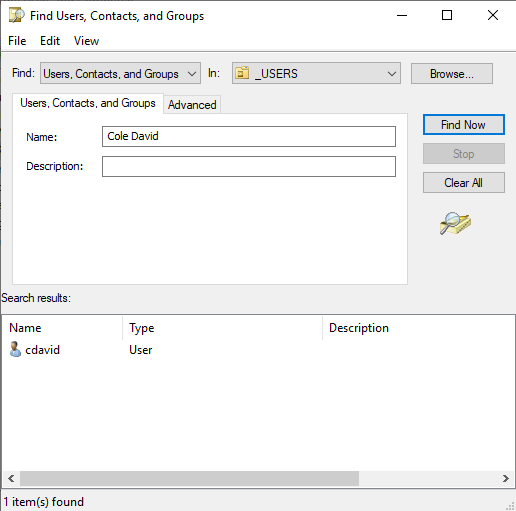 Find Users, Contacts, and Groups
File Edit View
Find: Users, Contacts, and Groups In: _USERS Browse...
Users, Contacts, and Groups Advanced
Find Now
Name: Cole David
Stop
Description:
Clear All
Search results:
Name Type Description
cdavid User
1 item(s) found